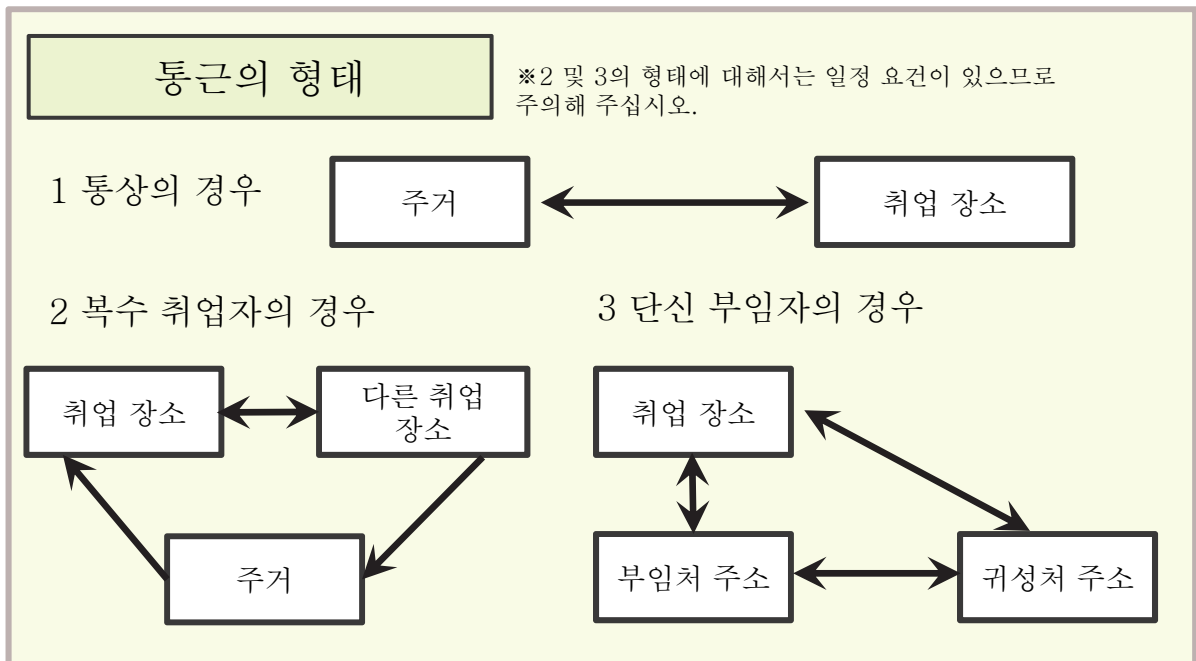 통근의 형태
※2 및 3의 형태에 대해서는 일정 요건이 있으므로
주의해 주십시오.
1 통상의 경우
주거
취업 장소
2 복수 취업자의 경우
3 단신 부임자의 경우
취업 장소
다른 취업
장소
주거
취업 장소
부임처 주소
귀성처 주소